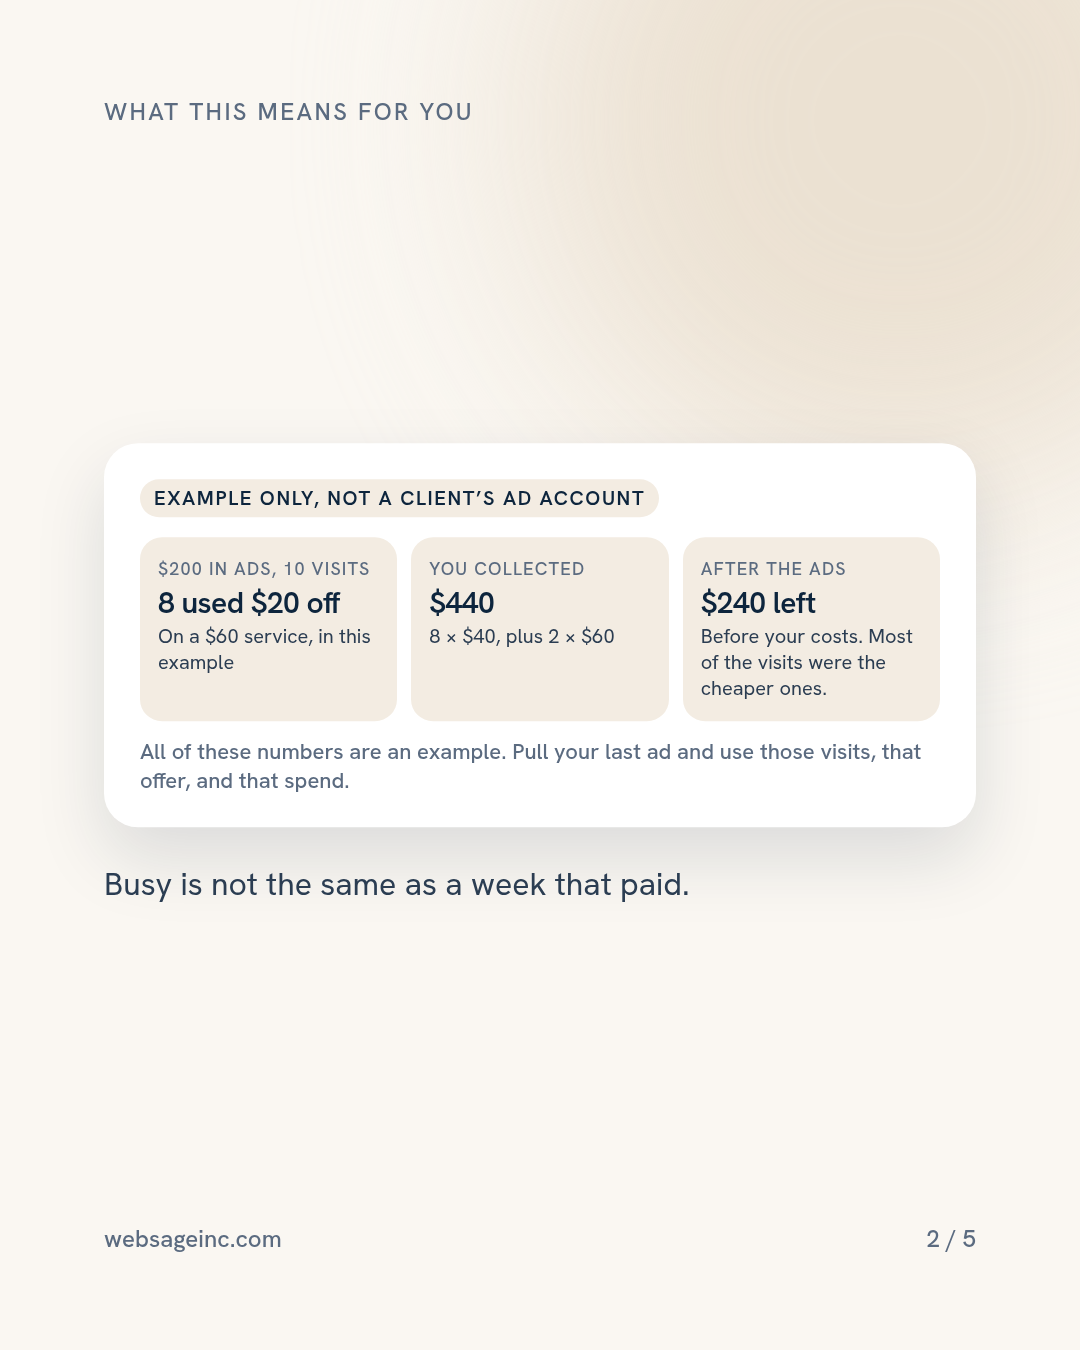 WHAT THIS MEANS FOR YOU
EXAMPLE ONLY, NOT A CLIENT’S AD ACCOUNT
$200 IN ADS, 10 VISITS
8 used $20 off
On a $60 service, in this
example
YOU COLLECTED
$440
8 × $40, plus 2 × $60
AFTER THE ADS
$240 left
Before your costs. Most
of the visits were the
cheaper ones.
All of these numbers are an example. Pull your last ad and use those visits, that
offer, and that spend.
Busy is not the same as a week that paid.
websageinc.com
2 / 5